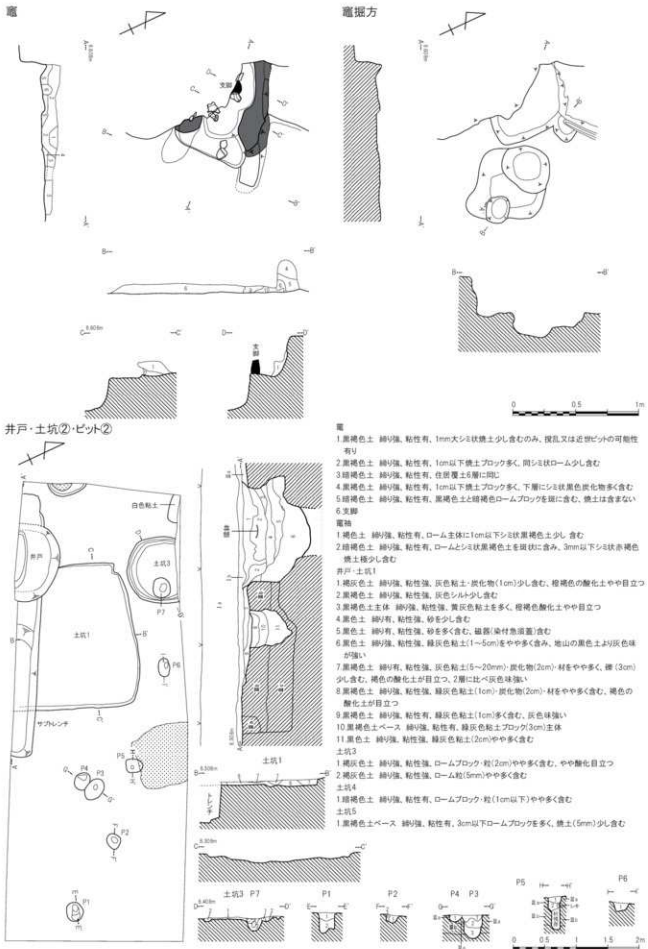 竈
竈掘方
A
A'
支脚
B
B'
C
C'
D
D'
8.608m
支脚
0 0.5 1m
井戸・土坑②・ピット②
白色粘土
井戸
土坑3
P7
土坑1
P6
サブトレンチ
P5
P4
P3
P2
P1
竈
1.黒褐色土 締り強、粘性有、1mm大シミ状焼土少し含むのみ、撹乱又は近世ピットの可能性
有り
2.黒褐色土 締り強、粘性有、1cm以下焼土ブロック多く、同シミ状ローム少し含む
3.暗褐色土 締り強、粘性有、住居覆土6層に同じ
4.黒褐色土 締り強、粘性有、1cm以下焼土多く、下層にシミ状黒色炭化物多く含む
5.暗褐色土 締り強、粘性有、黒褐色土と暗褐色ロームブロックを斑に含む、焼土は含まない
6.支脚
竈袖
1.褐色土 締り強、粘性有、ローム主体に1cm以下シミ状黒褐色土少し含む
2.暗褐色土 締り強、粘性有、ロームとシミ状黒褐色土を斑状に含み、3mm以下シミ状赤褐色
焼土極少し含む
井戸・土坑1
1.褐灰色土 締り強、粘性強、灰色粘土・炭化物(1cm)少し含む、橙褐色の酸化土やや目立つ
2.黒褐色土 締り強、粘性強、灰色シルト少し含む
3.黒褐色土主体 締り強、粘性強、黄灰色粘土を多く、橙褐色酸化土やや目立つ
4.黒色土 締り有、粘性有、砂を少し含む
5.黒色土 締り有、粘性強、砂を多く含む、磁器(染付急須蓋)含む
6.黒色土 締り強、粘性強、緑灰色粘土(1～5cm)をやや多く含み、地山の黒色土より灰色味
が強い
7.黒褐色土 締り有、粘性強、灰色粘土(5～20mm)・炭化物(2cm)・材をやや多く、礫(3cm)
少し含む、褐色の酸化土が目立つ、2層に比べ灰色味強い
8.黒褐色土 締り強、粘性強、緑灰色粘土(1cm)・炭化物(2cm)・材をやや多く含む、褐色の
酸化土が目立つ
9.黒褐色土 締り強、粘性有、緑灰色粘土(1cm)多く含む、灰色味強い
10.黒褐色土ベース 締り強、粘性有、緑灰色粘土ブロック(3cm)主体
11.黒色土 締り強、粘性強、緑灰色粘土(2cm)やや多く含む
土坑3
1.褐灰色土 締り強、粘性強、ロームブロック・粒(2cm)やや多く含む、やや酸化目立つ
2.褐灰色土 締り強、粘性強、ローム粒(5mm)やや多く含む
土坑4
1.暗褐色土 締り強、粘性有、ロームブロック・粒(1cm以下)やや多く含む
土坑5
1.黒褐色土ベース 締り強、粘性有、3cm以下ロームブロックを多く、焼土(5mm)少し含む
土坑1
土坑3 P7
P1
P2
P4 P3
P5
P6
0 0.5 1 1.5 2m